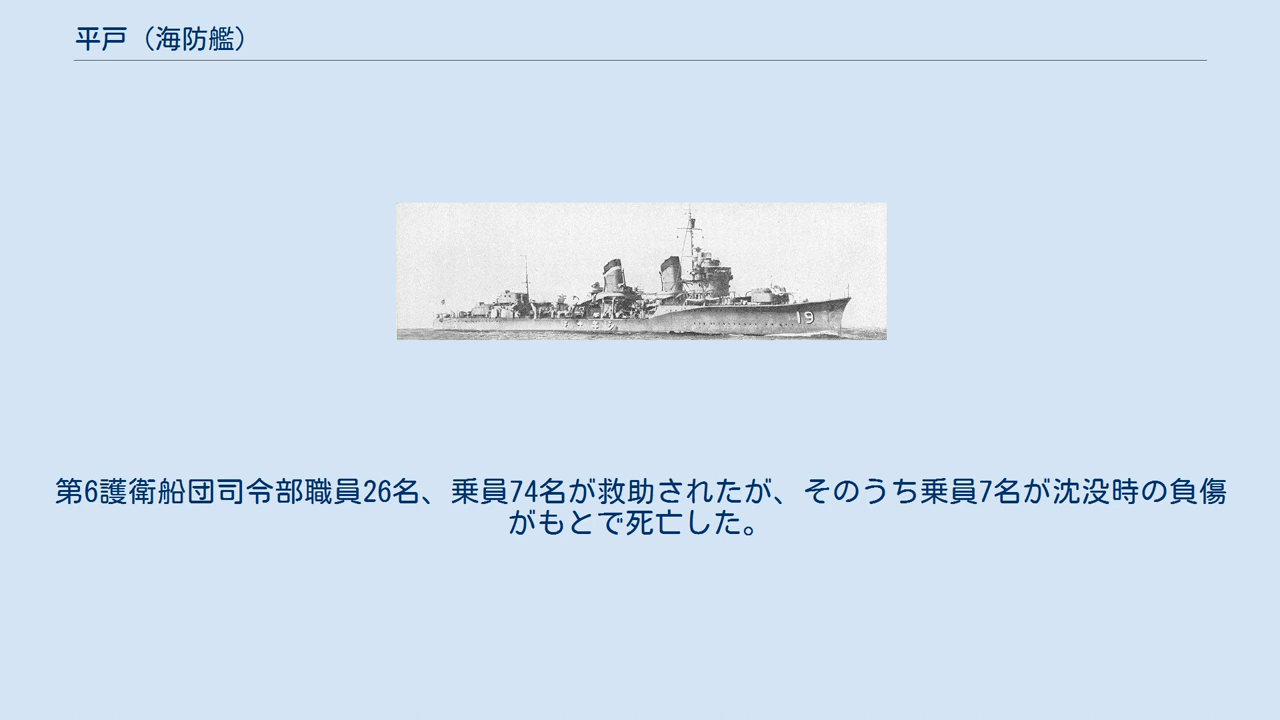 平戸（海防艦）
19
第6護衛船団司令部職員26名、乗員74名が救助されたが、そのうち乗員7名が沈没時の負傷
がもとで死亡した。